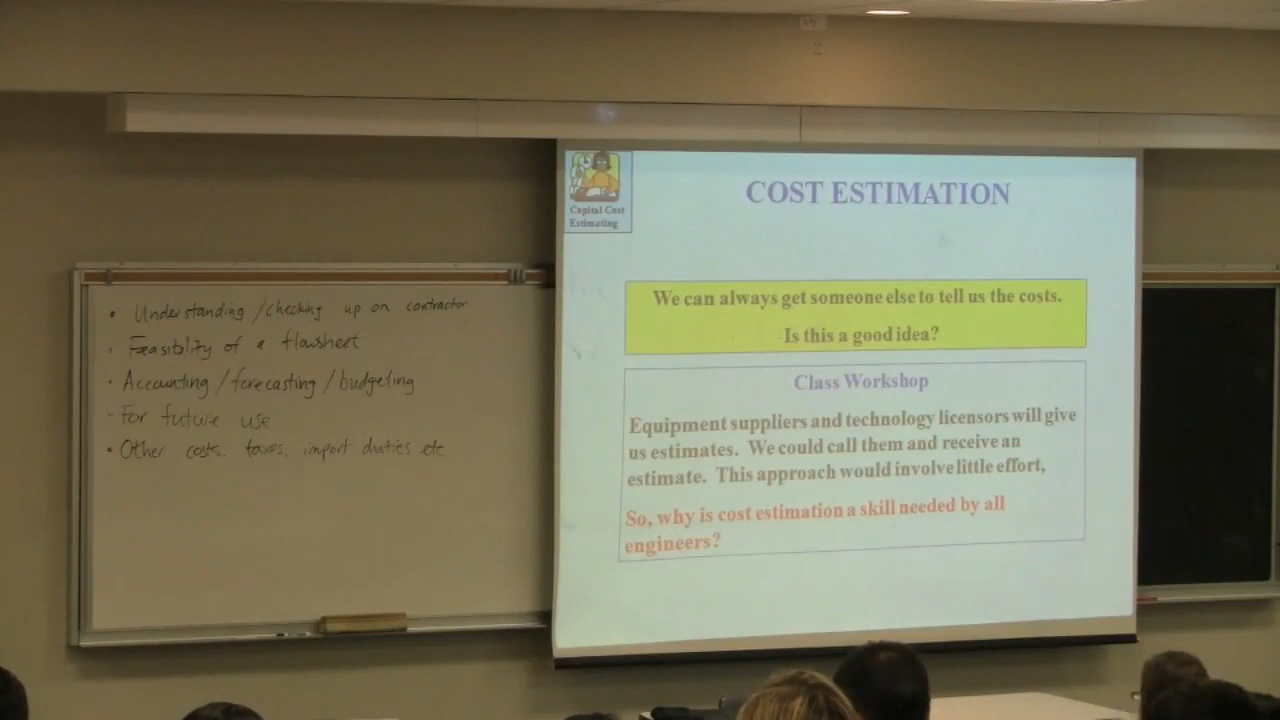 • Understanding/checking up on contractor
• Feasiblity of a flowsheet
• Accounting/forecasting/budgeting
- For future use
• Other costs. taxes, import duties etc
Capital Cost
Estimating
COST ESTIMATION
We can always get someone else to tell us the costs.
Is this a good idea?
Class Workshop
Equipment suppliers and technology licensors will give
us estimates. We could call them and receive an
estimate. This approach would involve little effort,
So, why is cost estimation a skill needed by all
engineers?